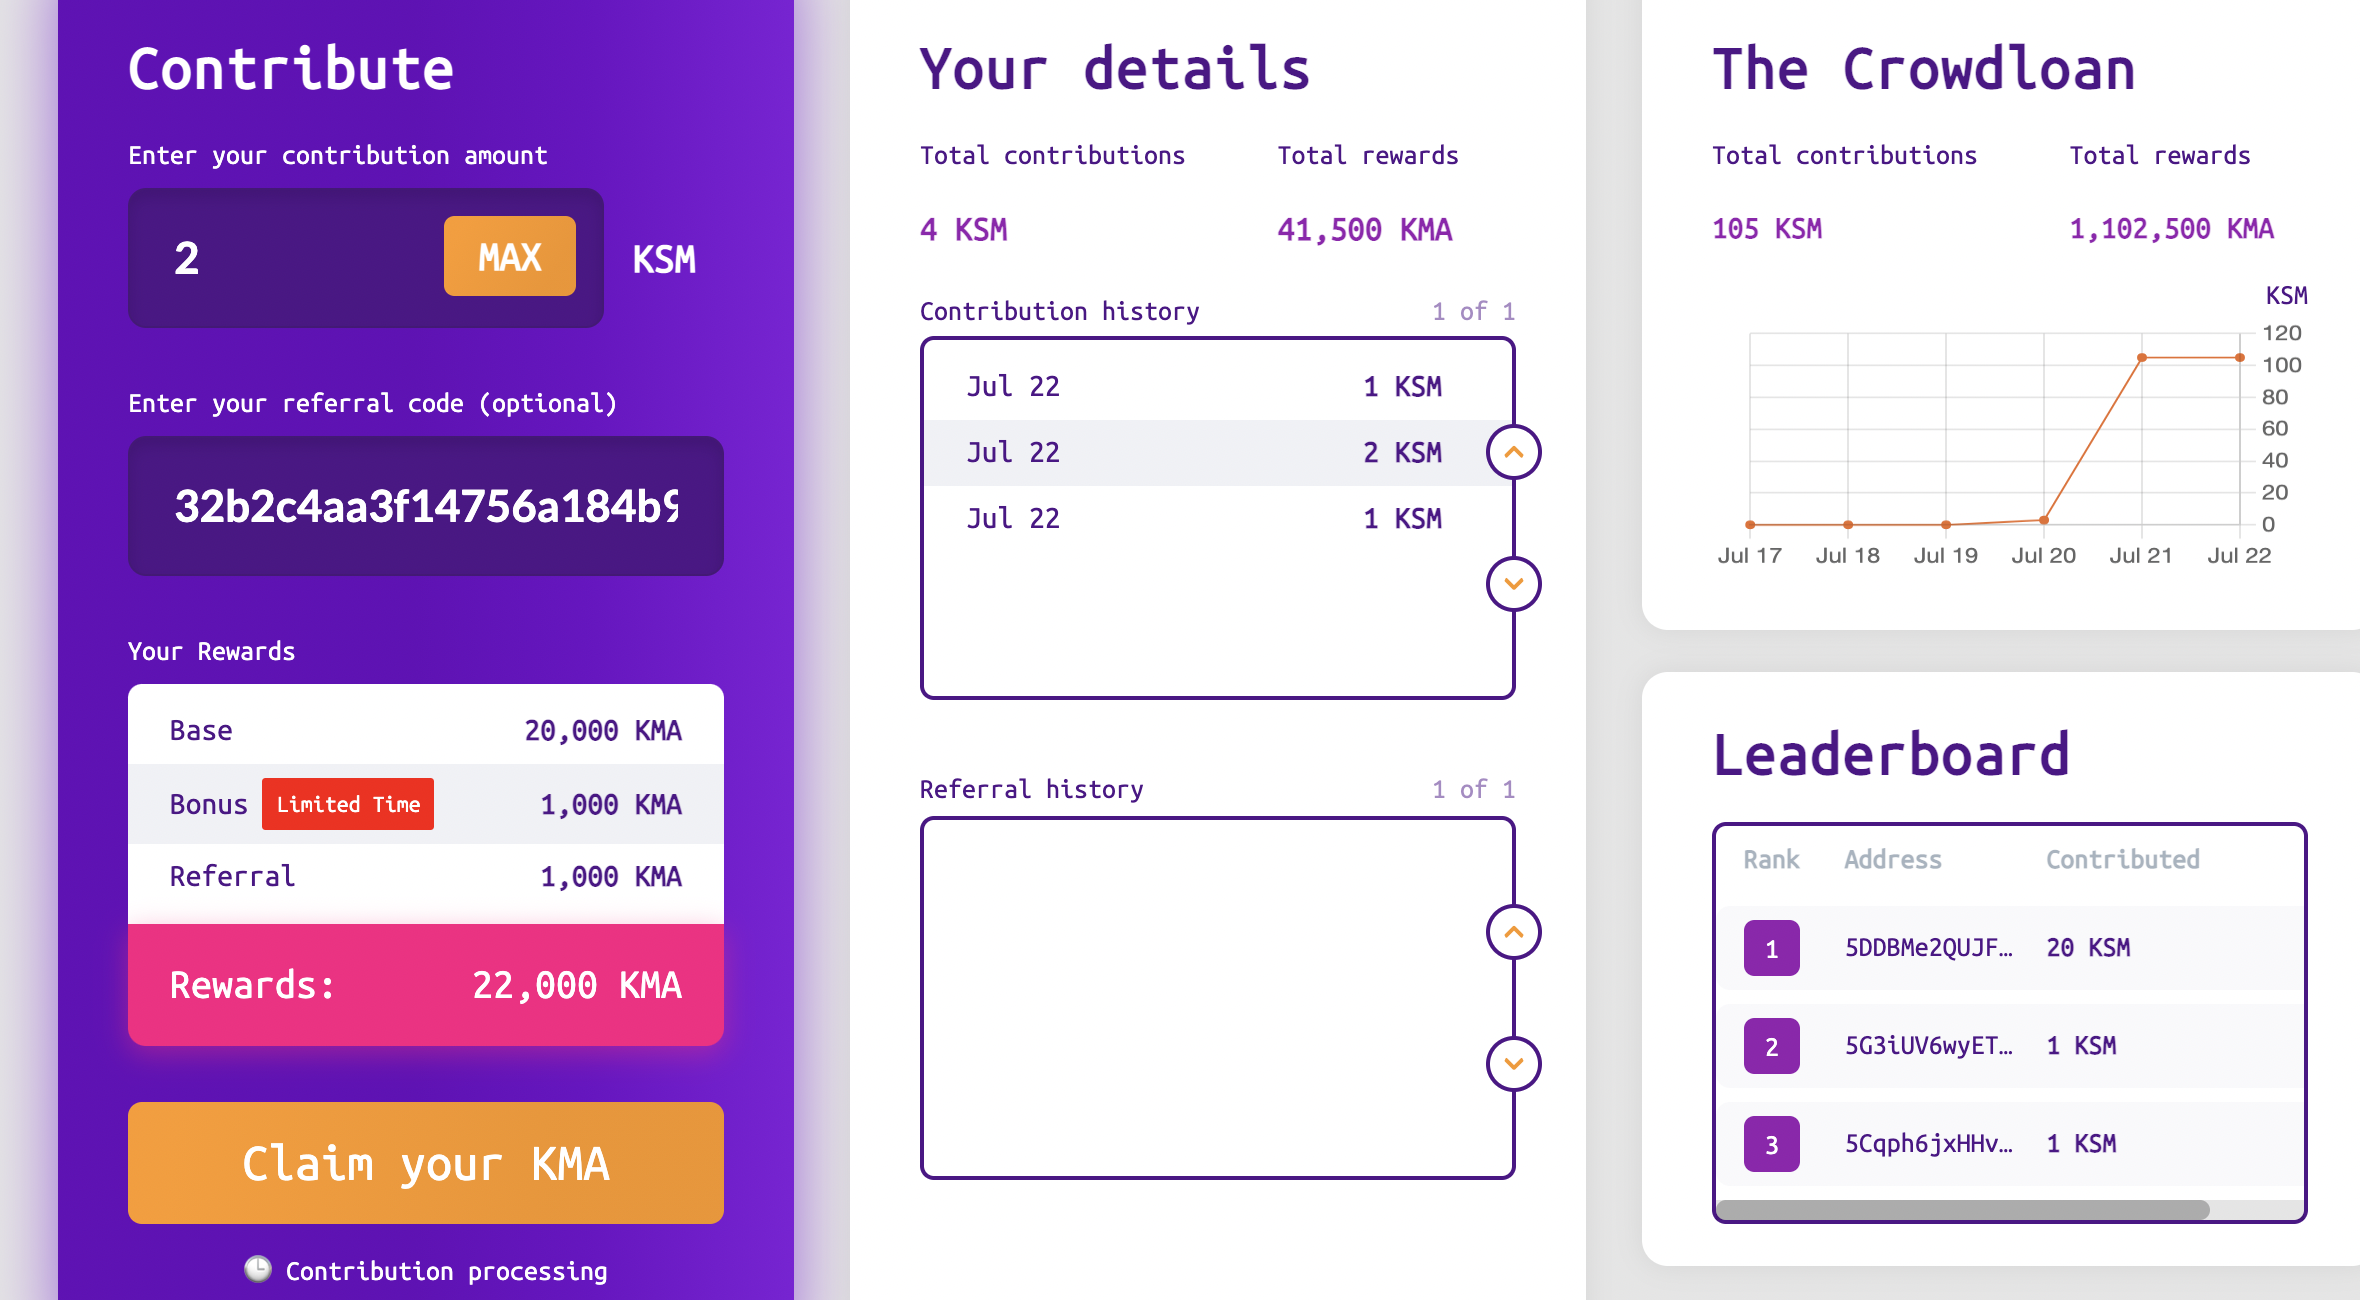 Contribute
Enter your contribution amount
2
MAX
KSM
Enter your referral code (optional)
32b2c4aa3f14756a184b9
Your Rewards
Base 20,000 KMA
Bonus Limited Time 1,000 KMA
Referral 1,000 KMA
Rewards: 22,000 KMA
Claim your KMA
Contribution processing
Your details
Total contributions Total rewards
4 KSM 41,500 KMA
Contribution history 1 of 1
Jul 22 1 KSM
Jul 22 2 KSM
Jul 22 1 KSM
Referral history 1 of 1
The Crowdloan
Total contributions Total rewards
105 KSM 1,102,500 KMA
KSM
120
100
80
60
40
20
0
Jul 17 Jul 18 Jul 19 Jul 20 Jul 21 Jul 22
Leaderboard
Rank Address Contributed
1 5DDBMe2QUJF… 20 KSM
2 5G3iUV6wyET… 1 KSM
3 5Cqph6jxHHv… 1 KSM